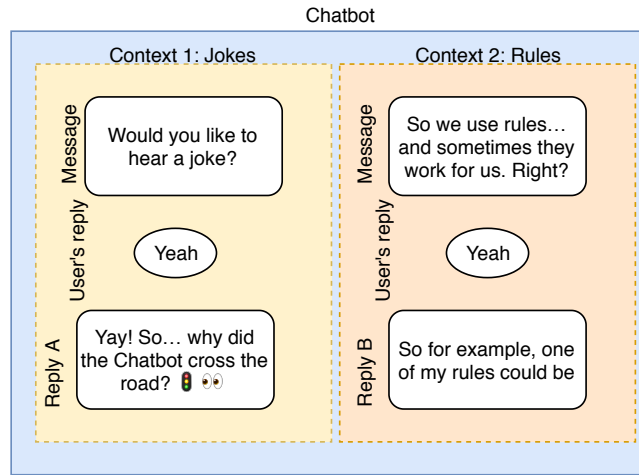 Chatbot
Context 1: Jokes
Message
Would you like to
hear a joke?
User's reply
Yeah
Reply A
Yay! So… why did
the Chatbot cross the
road? 🚦 👀
Context 2: Rules
Message
So we use rules…
and sometimes they
work for us. Right?
User's reply
Yeah
Reply B
So for example, one
of my rules could be